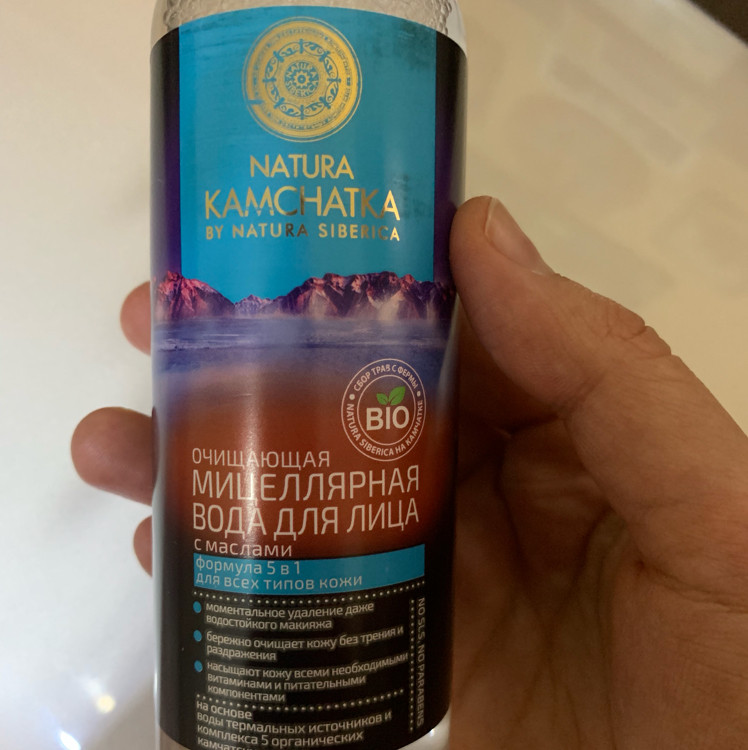 NATURA SIBERICA
NATURA
KAMCHATKA
BY NATURA SIBERICA
СБОР ТРАВ С ФЕРМЫ
NATURA SIBERICA НА КАМЧАТКЕ
BIO
ОЧИЩАЮЩАЯ
МИЦЕЛЛЯРНАЯ
ВОДА ДЛЯ ЛИЦА
с маслами
формула 5 в 1
для всех типов кожи
моментальное удаление даже
водостойкого макияжа
бережно очищает кожу без трения и
раздражения
насыщают кожу всеми необходимыми
витаминами и питательными
компонентами
на основе
воды термальных источников и
комплекса 5 органических
NO SLS. NO PARABENS